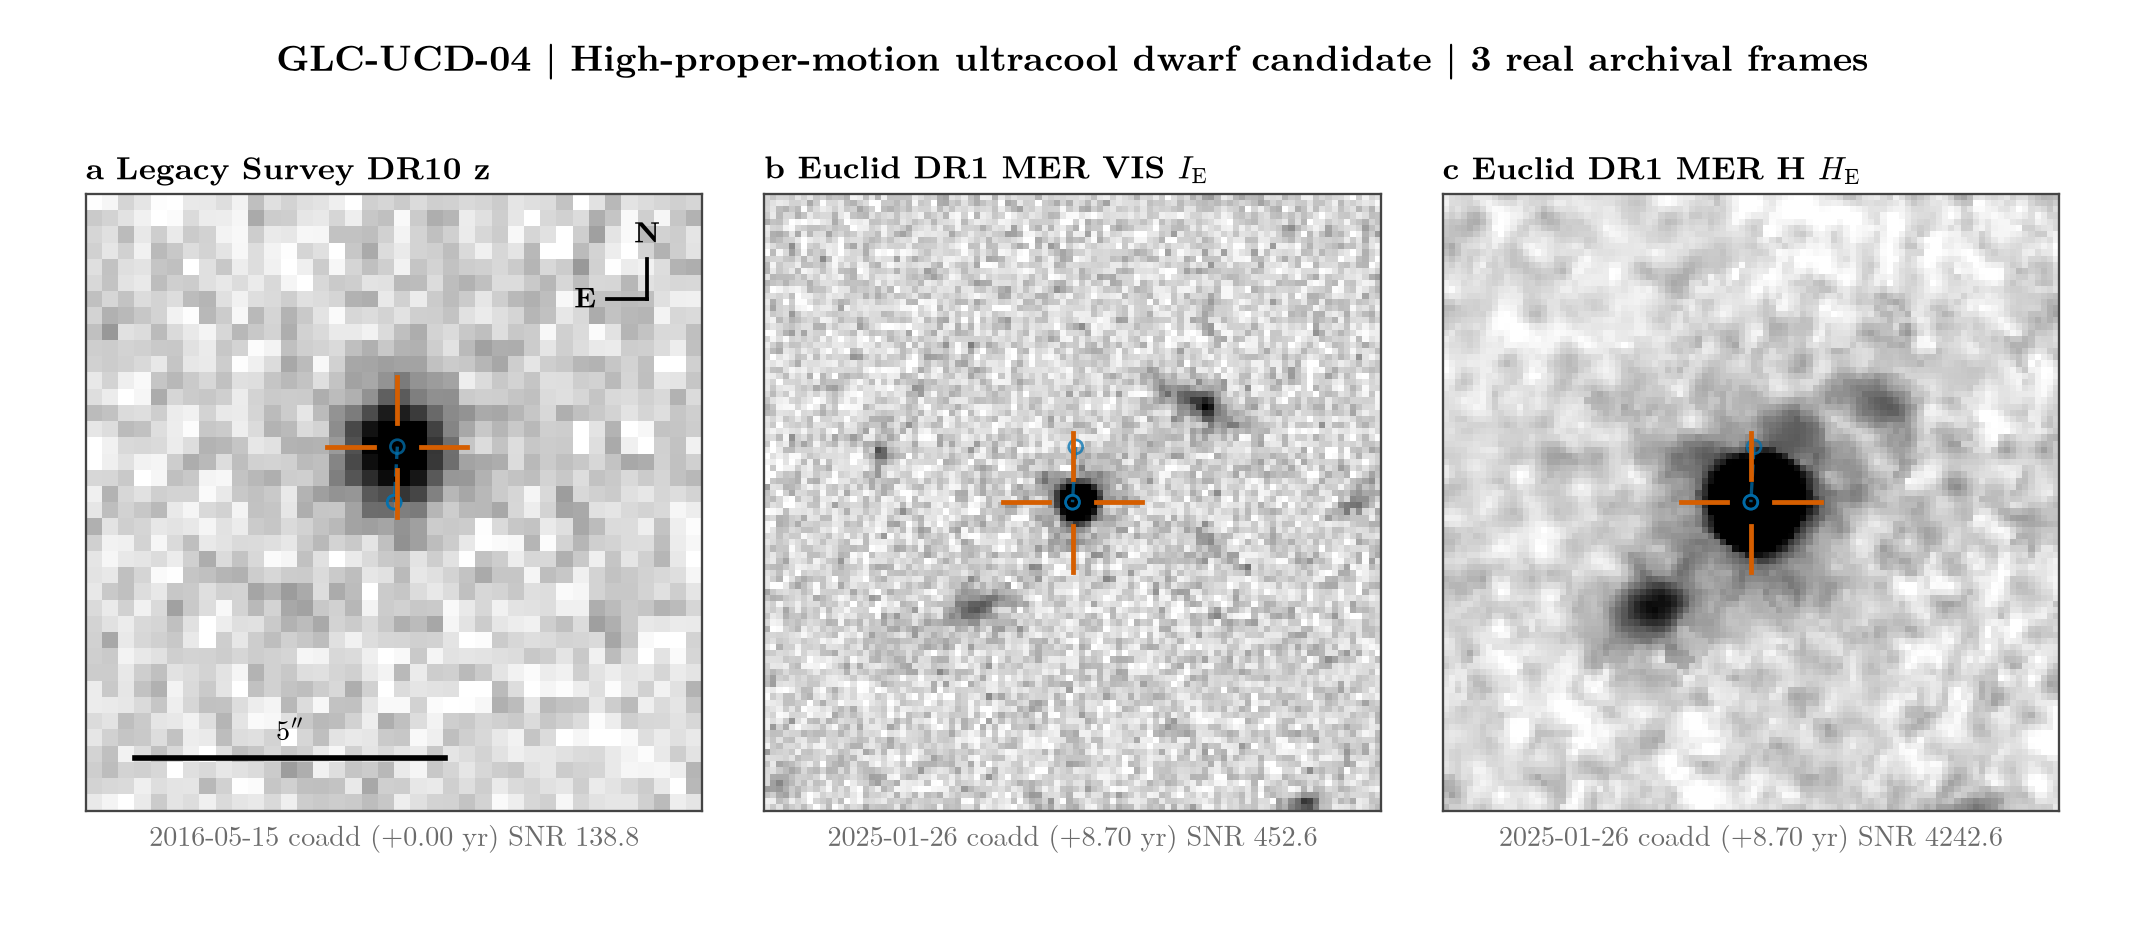 GLC-UCD-04 | High-proper-motion ultracool dwarf candidate | 3 real archival frames
a Legacy Survey DR10 z
b Euclid DR1 MER VIS I_E
c Euclid DR1 MER H H_E
N
E
5″
2016-05-15 coadd (+0.00 yr) SNR 138.8
2025-01-26 coadd (+8.70 yr) SNR 452.6
2025-01-26 coadd (+8.70 yr) SNR 4242.6